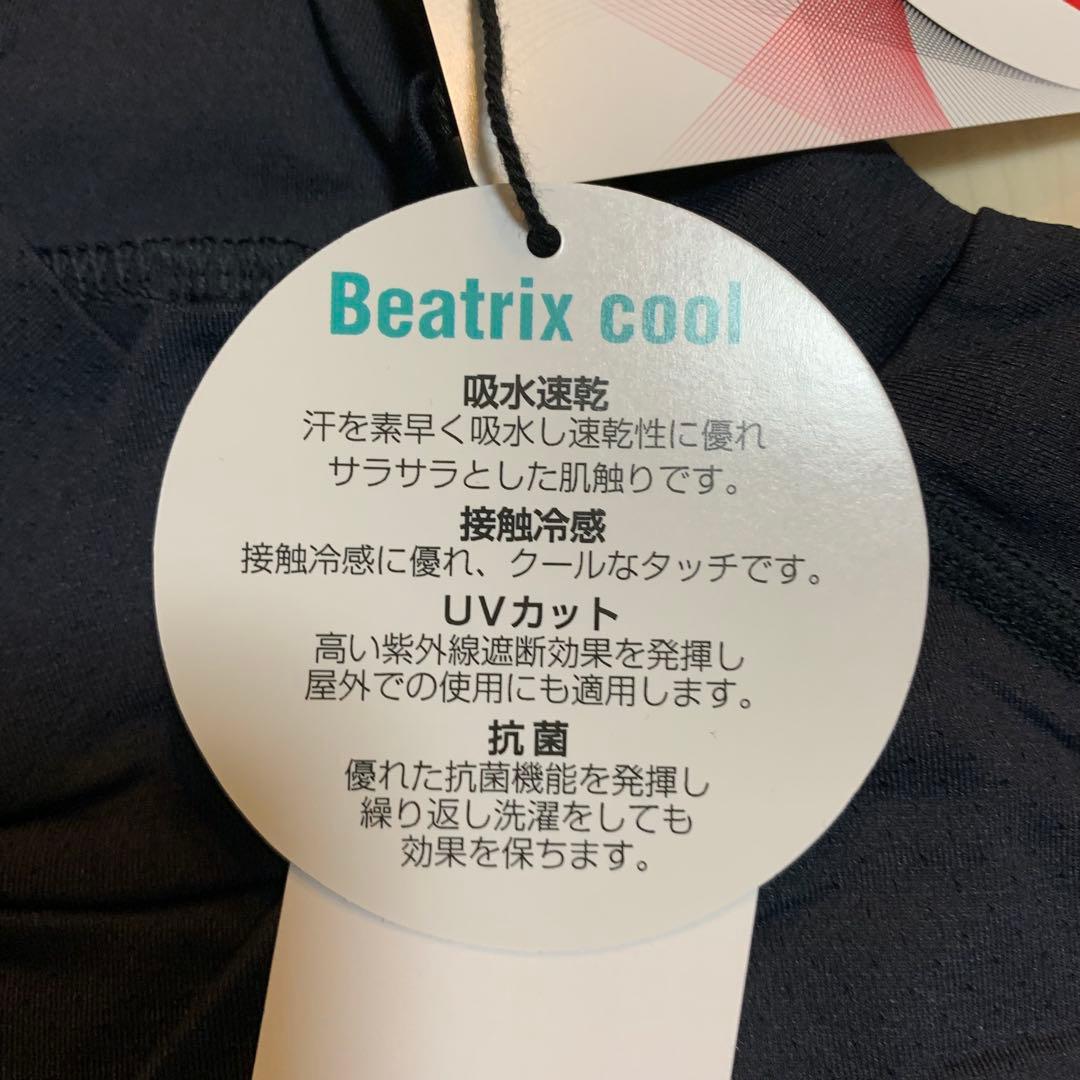 Beatrix cool
吸水速乾
汗を素早く吸水し速乾性に優れ
サラサラとした肌触りです。
接触冷感
接触冷感に優れ、クールなタッチです。
UVカット
高い紫外線遮断効果を発揮し
屋外での使用にも適用します。
抗菌
優れた抗菌機能を発揮し
繰り返し洗濯をしても
効果を保ちます。